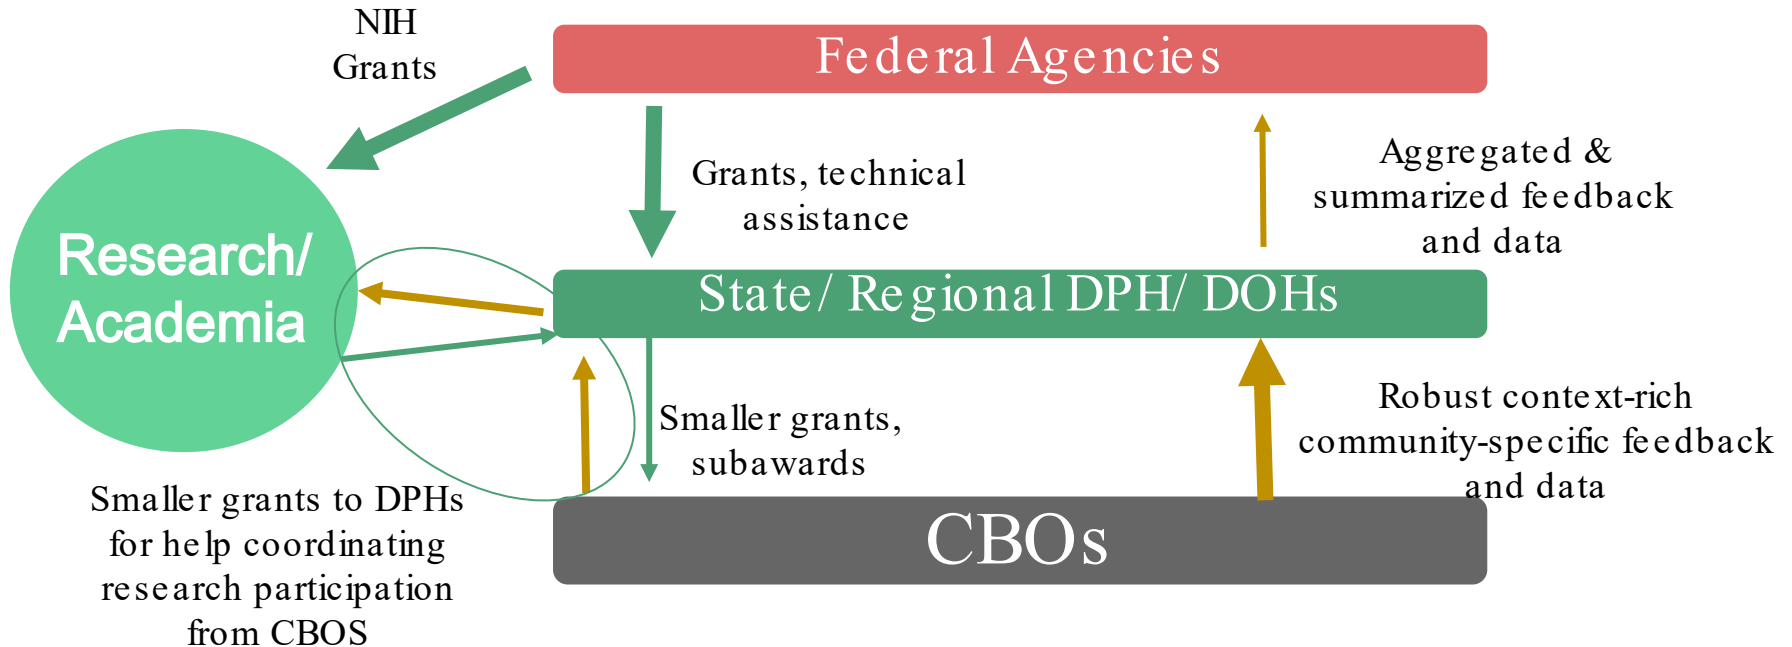 NIH
Grants
Federal Agencies
Grants, technical
assistance
Aggregated &
summarized feedback
and data
Research/
Academia
State/ Regional DPH/ DOHs
Smaller grants,
subawards
Robust context-rich
community-specific feedback
and data
Smaller grants to DPHs
for help coordinating
research participation
from CBOS
CBOs